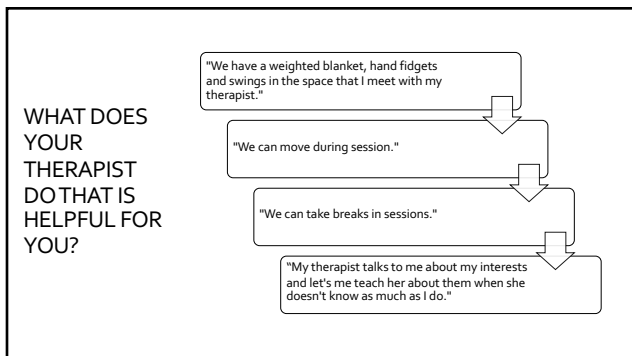 WHAT DOES
YOUR
THERAPIST
DO THAT IS
HELPFUL FOR
YOU?
"We have a weighted blanket, hand fidgets
and swings in the space that I meet with my
therapist."
"We can move during session."
"We can take breaks in sessions."
“My therapist talks to me about my interests
and let's me teach her about them when she
doesn't know as much as I do."